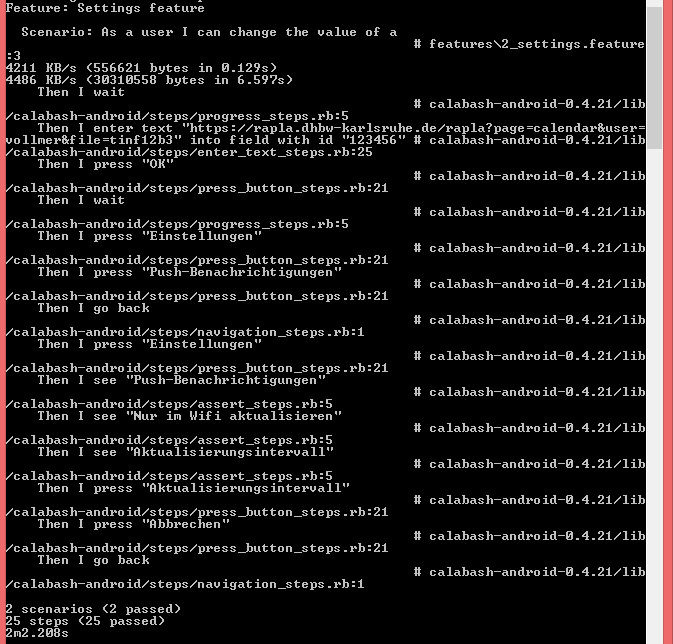 Feature: Settings feature
Scenario: As a user I can change the value of a
# features\2_settings.feature
:3
4211 KB/s (556621 bytes in 0.129s)
4486 KB/s (30310558 bytes in 6.597s)
Then I wait
# calabash-android-0.4.21/lib
/calabash-android/steps/progress_steps.rb:5
Then I enter text "https://rapla.dhbw-karlsruhe.de/rapla?page=calendar&user=
vollmer&file=tinf12b3" into field with id "123456" # calabash-android-0.4.21/lib
/calabash-android/steps/enter_text_steps.rb:25
Then I press "OK"
# calabash-android-0.4.21/lib
/calabash-android/steps/press_button_steps.rb:21
Then I wait
# calabash-android-0.4.21/lib
/calabash-android/steps/progress_steps.rb:5
Then I press "Einstellungen"
# calabash-android-0.4.21/lib
/calabash-android/steps/press_button_steps.rb:21
Then I press "Push-Benachrichtigungen"
# calabash-android-0.4.21/lib
/calabash-android/steps/press_button_steps.rb:21
Then I go back
# calabash-android-0.4.21/lib
/calabash-android/steps/navigation_steps.rb:1
Then I press "Einstellungen"
# calabash-android-0.4.21/lib
/calabash-android/steps/press_button_steps.rb:21
Then I see "Push-Benachrichtigungen"
# calabash-android-0.4.21/lib
/calabash-android/steps/assert_steps.rb:5
Then I see "Nur im Wifi aktualisieren"
# calabash-android-0.4.21/lib
/calabash-android/steps/assert_steps.rb:5
Then I see "Aktualisierungsintervall"
# calabash-android-0.4.21/lib
/calabash-android/steps/assert_steps.rb:5
Then I press "Aktualisierungsintervall"
# calabash-android-0.4.21/lib
/calabash-android/steps/press_button_steps.rb:21
Then I press "Abbrechen"
# calabash-android-0.4.21/lib
/calabash-android/steps/press_button_steps.rb:21
Then I go back
# calabash-android-0.4.21/lib
/calabash-android/steps/navigation_steps.rb:1
2 scenarios (2 passed)
25 steps (25 passed)
2m2.208s